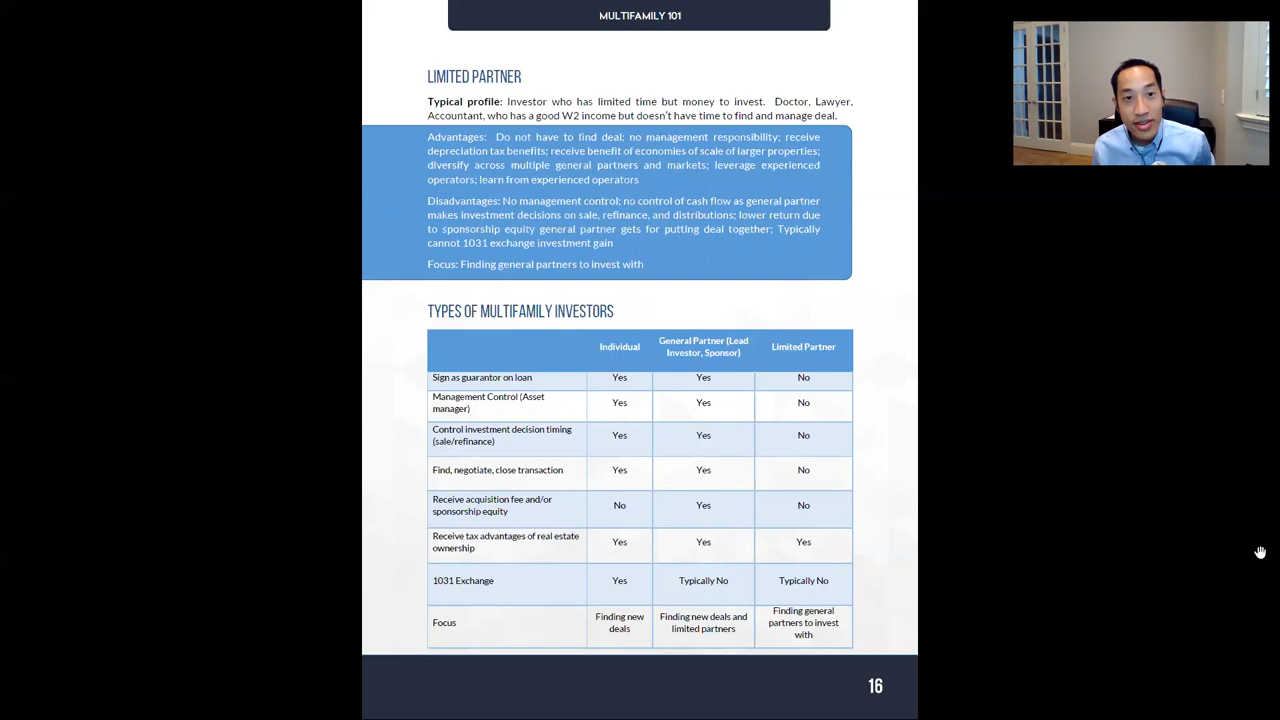 MULTIFAMILY 101
LIMITED PARTNER
Typical profile: Investor who has limited time but money to invest. Doctor, Lawyer,
Accountant, who has a good W2 income but doesn't have time to find and manage deal.
Advantages: Do not have to find deal; no management responsibility; receive
depreciation tax benefits; receive benefit of economies of scale of larger properties;
diversify across multiple general partners and markets; leverage experienced
operators; learn from experienced operators
Disadvantages: No management control; no control of cash flow as general partner
makes investment decisions on sale, refinance, and distributions; lower return due
to sponsorship equity general partner gets for putting deal together; Typically
cannot 1031 exchange investment gain
Focus: Finding general partners to invest with
TYPES OF MULTIFAMILY INVESTORS
Individual
General Partner (Lead
Investor, Sponsor)
Limited Partner
Sign as guarantor on loan
Yes
Yes
No
Management Control (Asset
manager)
Yes
Yes
No
Control investment decision timing
(sale/refinance)
Yes
Yes
No
Find, negotiate, close transaction
Yes
Yes
No
Receive acquisition fee and/or
sponsorship equity
No
Yes
No
Receive tax advantages of real estate
ownership
Yes
Yes
Yes
1031 Exchange
Yes
Typically No
Typically No
Focus
Finding new
deals
Finding new deals and
limited partners
Finding general
partners to invest
with
16